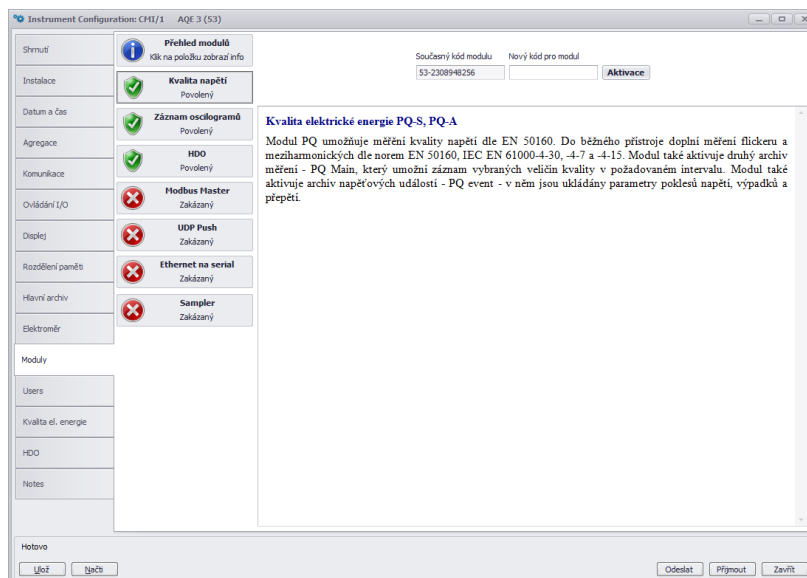 Instrument Configuration: CMI/1 AQE 3 (53)
Shrnutí
Instalace
Datum a čas
Agregace
Komunikace
Ovládání I/O
Displej
Rozdělení paměti
Hlavní archiv
Elektroměr
Moduly
Users
Kvalita el. energie
HDO
Notes
Přehled modulů
Klik na položku zobrazí info
Kvalita napětí
Povolený
Záznam oscilogramů
Povolený
HDO
Povolený
Modbus Master
Zakázaný
UDP Push
Zakázaný
Ethernet na serial
Zakázaný
Sampler
Zakázaný
Současný kód modulu Nový kód pro modul
53-2308948256 Aktivace
Kvalita elektrické energie PQ-S, PQ-A
Modul PQ umožňuje měřění kvality napětí dle EN 50160. Do běžného přístroje doplní měření flickeru a
meziharmonických dle norem EN 50160, IEC EN 61000-4-30, -4-7 a -4-15. Modul také aktivuje druhý archiv
měření - PQ Main, který umožní záznam vybraných veličin kvality v požadovaném intervalu. Modul také
aktivuje archiv napěťových událostí - PQ event - v něm jsou ukládány parametry poklesů napětí, výpadků a
přepětí.
Hotovo
Ulož Načti Odeslat Přijmout Zavřít